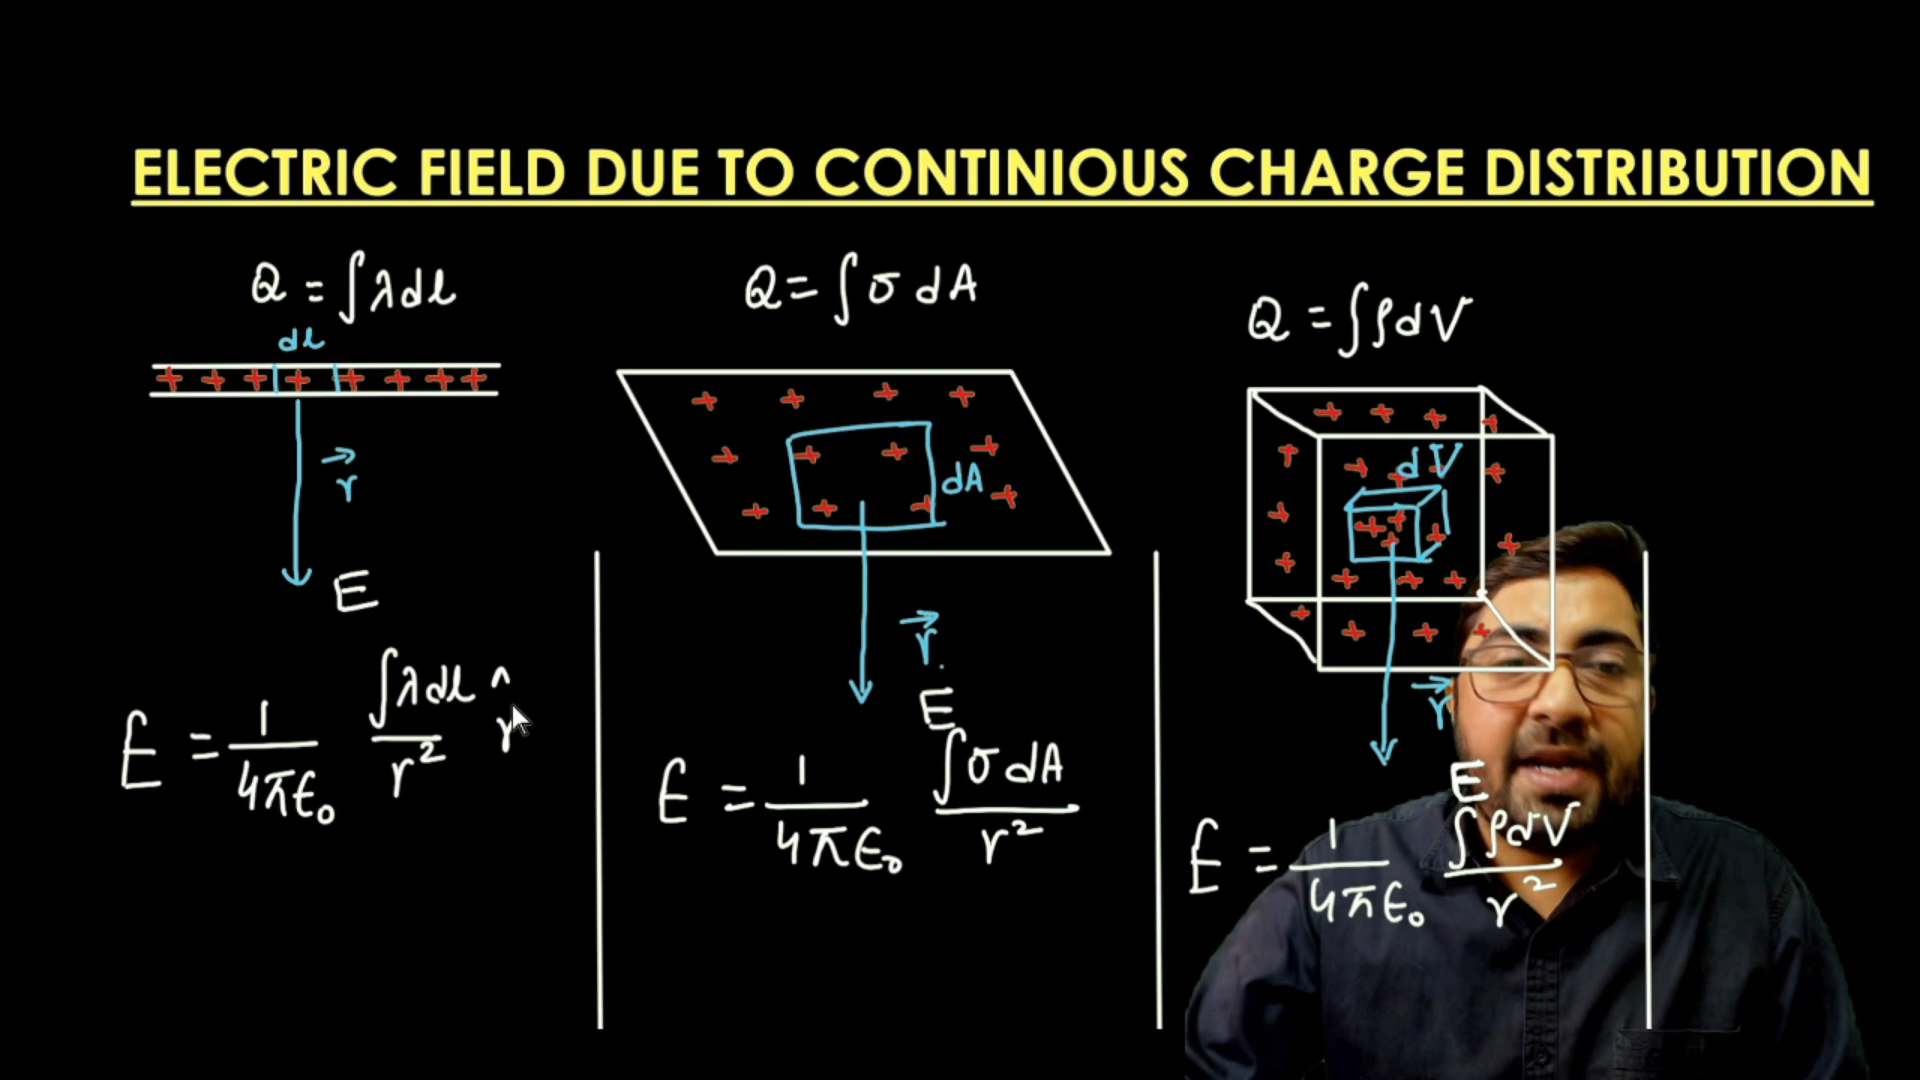 ELECTRIC FIELD DUE TO CONTINIOUS CHARGE DISTRIBUTION
Q = ∫λdl
dl
+ + + + + + + +
r⃗
E
E = 1/4πϵ₀ ∫λdl/r² r̂
Q = ∫σ dA
+ + + +
+ + + +
+ + + +
dA
r⃗
E
E = 1/4πϵ₀ ∫σ dA/r²
Q = ∫ρdV
dV
r⃗
E
E = 1/4πϵ₀ ∫ρdV/r²